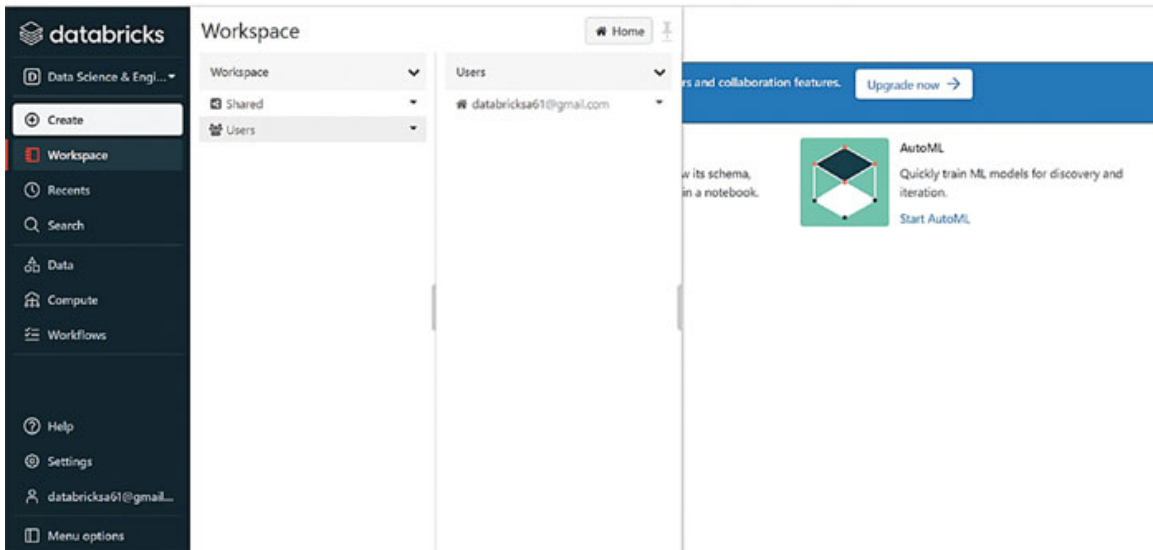 databricks
D Data Science & Engi...
Create
Workspace
Recents
Search
Data
Compute
Workflows
Help
Settings
databricksa61@gmail...
Menu options
Workspace
Home
Workspace
Shared
Users
Users
databricksa61@gmail.com
rs and collaboration features.
Upgrade now →
w its schema,
in a notebook.
AutoML
Quickly train ML models for discovery and
iteration.
Start AutoML